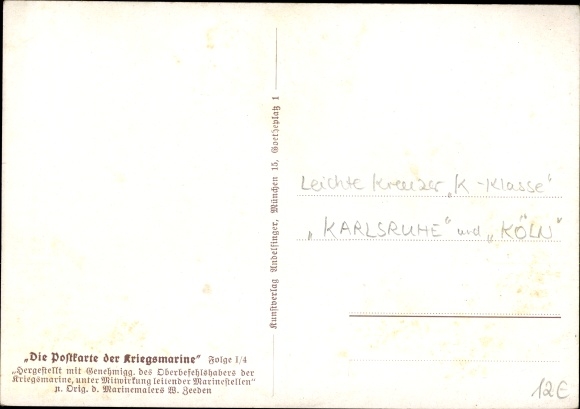 „Die Postkarte der Kriegsmarine“ Folge I/4
„Hergestellt mit Genehmigg. des Oberbefehlshabers der
Kriegsmarine, unter Mitwirkung leitender Marinestellen“
n. Orig. d. Marinemalers W. Zeeden
Kunstverlag Andelfinger, München 15, Goetheplatz 1
Leichte Kreuzer „K-Klasse“
„KARLSRUHE“ und „KÖLN“
12€